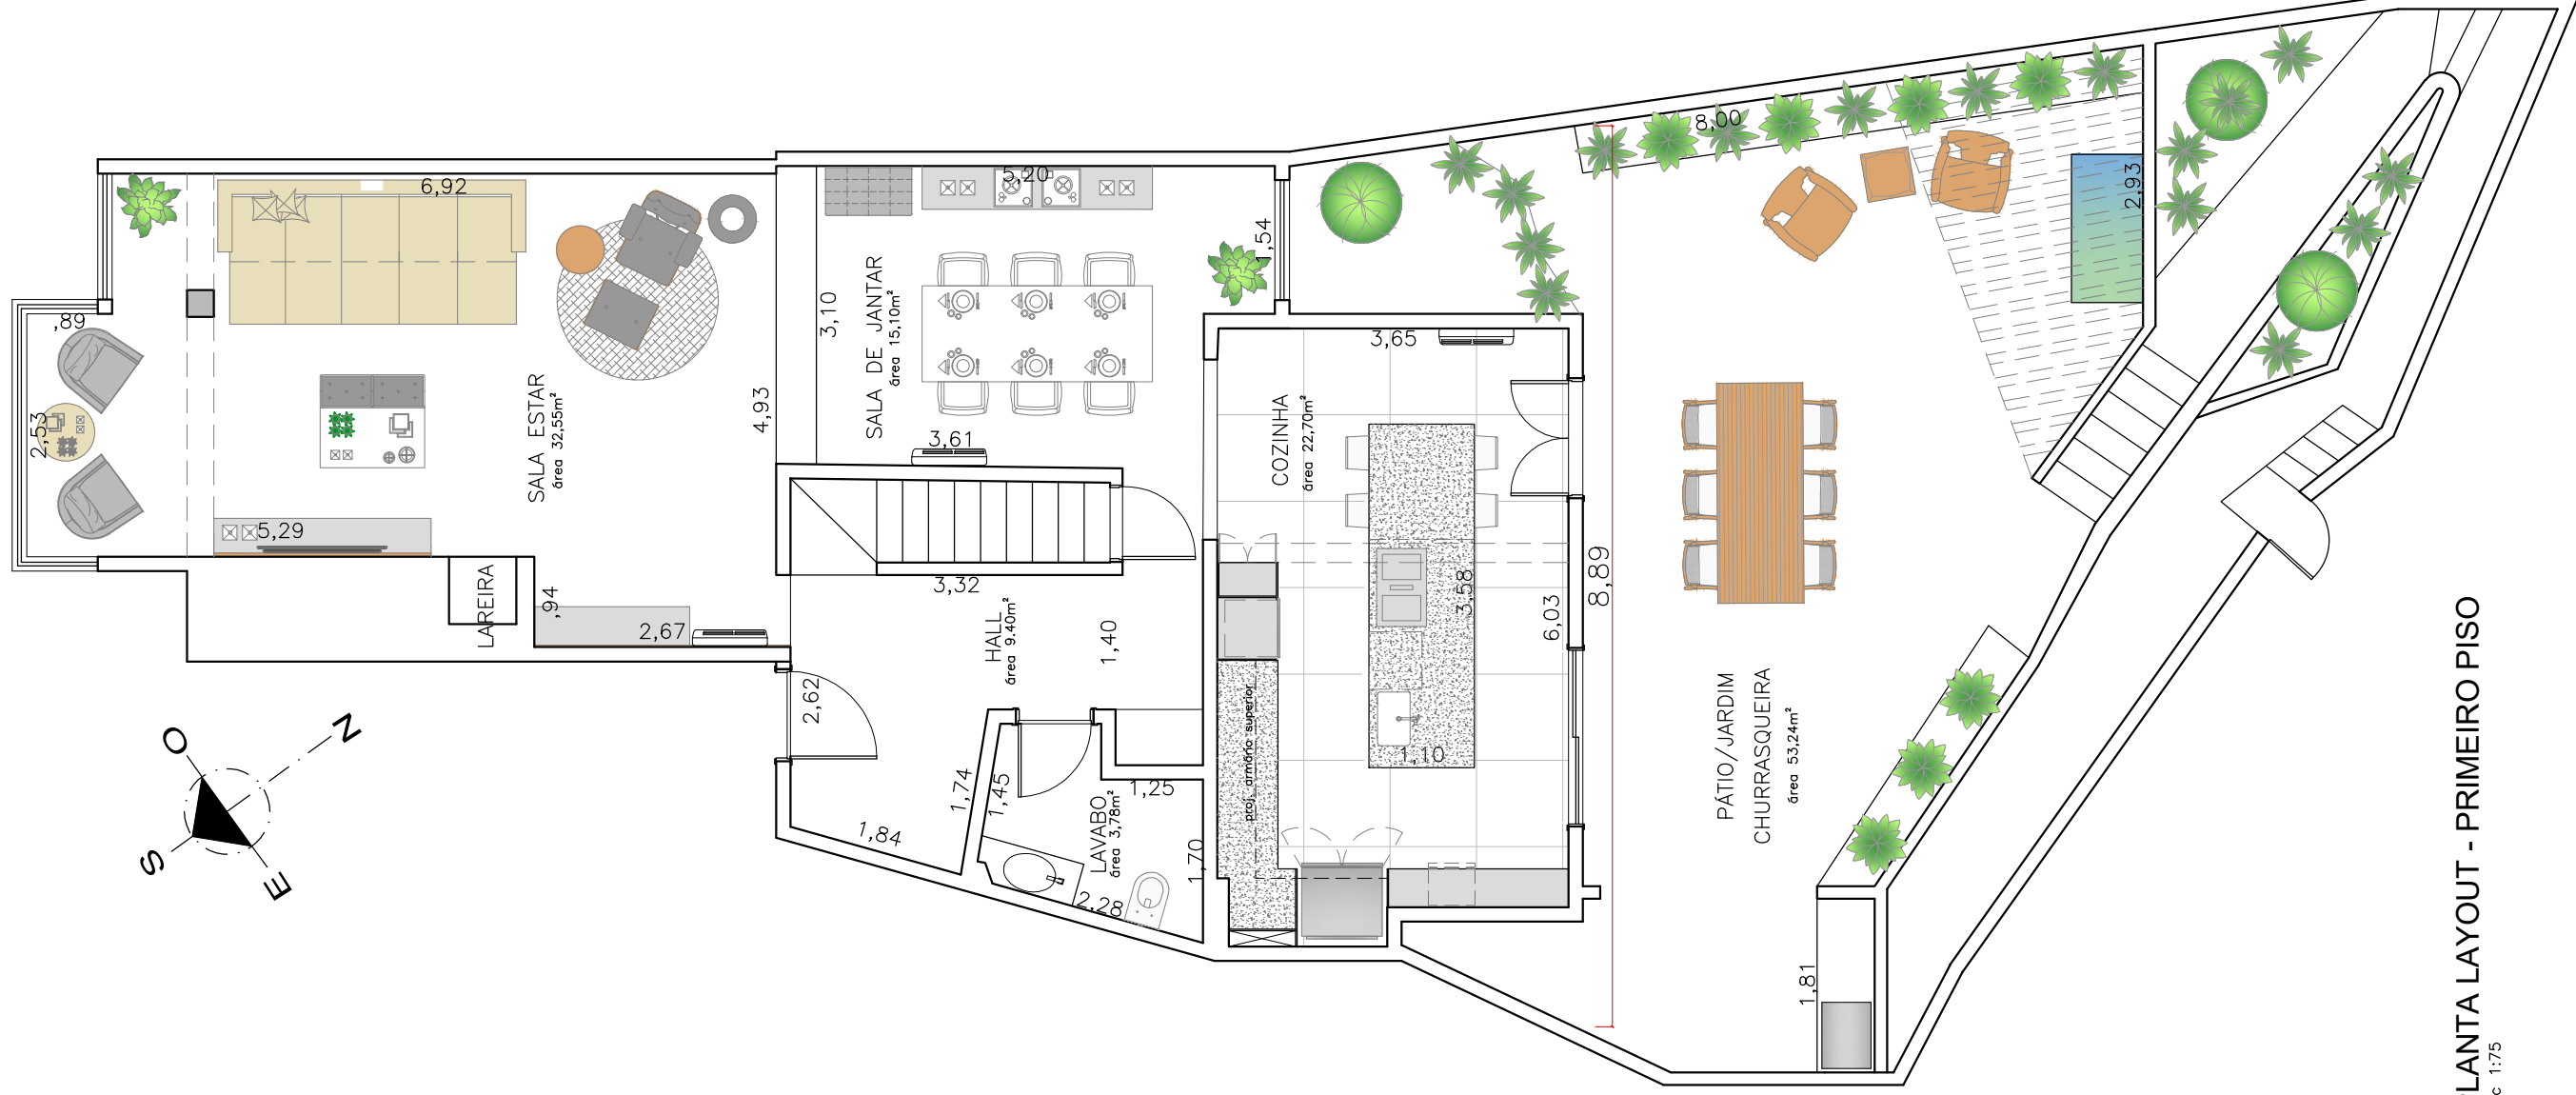 6,92
5,20
8,00
2,93
1,54
,89
3,10
SALA DE JANTAR
área 15,10m²
3,65
2,53
SALA ESTAR
área 32,55m²
4,93
3,61
COZINHA
área 22,70m²
5,29
LAREIRA
,94
2,67
3,32
HALL
área 9.40m²
1,40
3,58
6,03
8,89
2,62
proj. armário superior
1,10
PÁTIO/JARDIM
CHURRASQUEIRA
área 53,24m²
1,74
1,45
1,25
LAVABO
área 3,78m²
1,84
1,70
2,28
1,81
O
N
S
E
LANTA LAYOUT - PRIMEIRO PISO
c 1:75